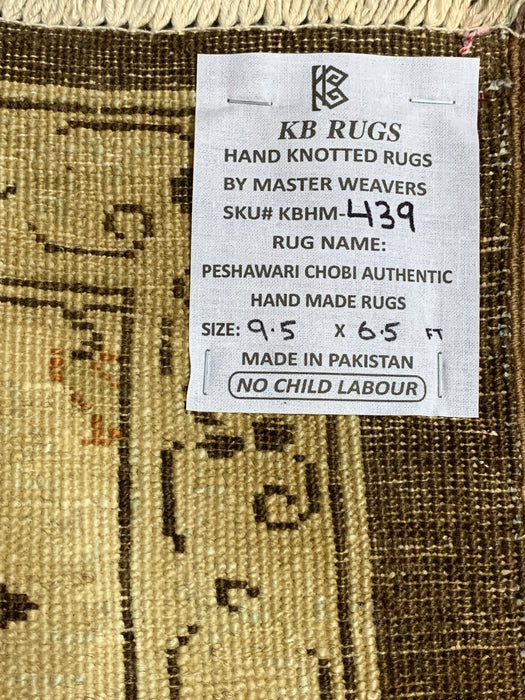 KB
KB RUGS
HAND KNOTTED RUGS
BY MASTER WEAVERS
SKU# KBHM-439
RUG NAME:
PESHAWARI CHOBI AUTHENTIC
HAND MADE RUGS
SIZE: 9.5 X 6.5 FT
MADE IN PAKISTAN
NO CHILD LABOUR